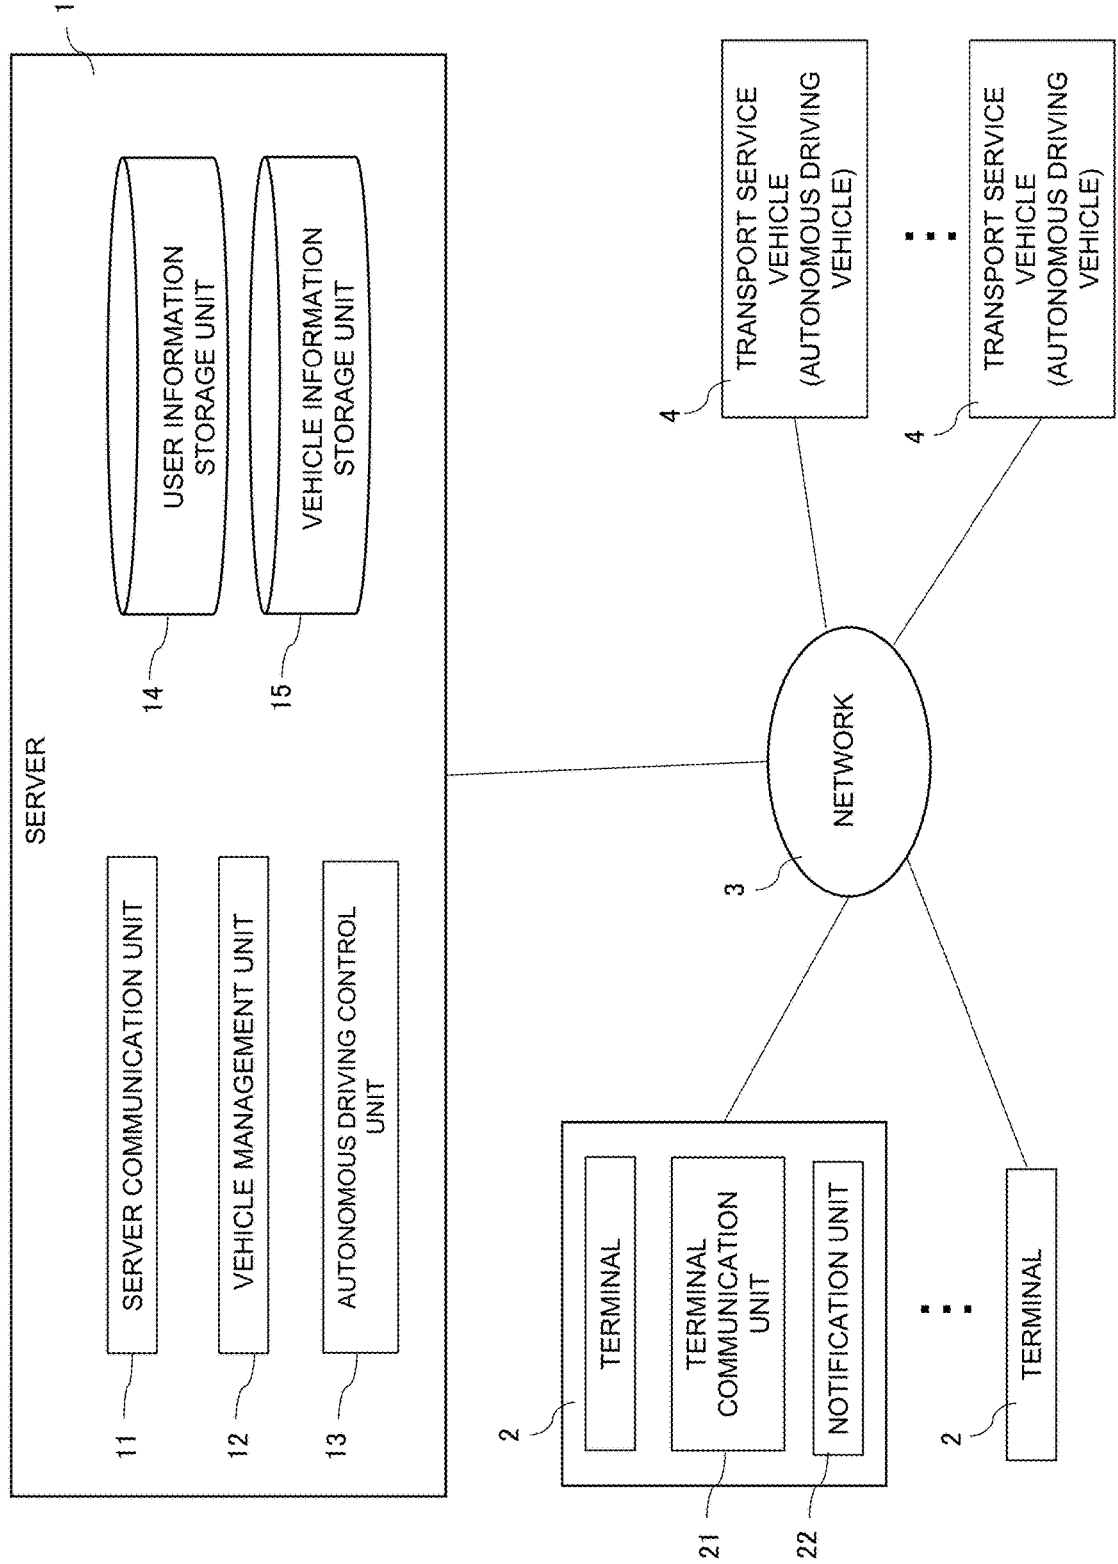 1
SERVER
11
SERVER COMMUNICATION UNIT
12
VEHICLE MANAGEMENT UNIT
13
AUTONOMOUS DRIVING CONTROL
UNIT
14
USER INFORMATION
STORAGE UNIT
15
VEHICLE INFORMATION
STORAGE UNIT
2
TERMINAL
21
TERMINAL
COMMUNICATION
UNIT
22
NOTIFICATION UNIT
2
TERMINAL
3
NETWORK
4
TRANSPORT SERVICE
VEHICLE
(AUTONOMOUS DRIVING
VEHICLE)
4
TRANSPORT SERVICE
VEHICLE
(AUTONOMOUS DRIVING
VEHICLE)